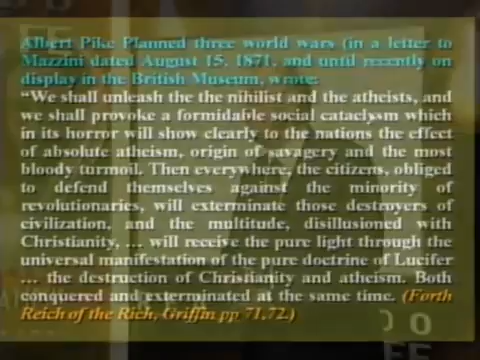 Albert Pike Planned three world wars (in a letter to
Mazzini dated August 15, 1871, and until recently on
display in the British Museum, wrote:
“We shall unleash the the nihilist and the atheists, and
we shall provoke a formidable social cataclysm which
in its horror will show clearly to the nations the effect
of absolute atheism, origin of savagery and the most
bloody turmoil. Then everywhere, the citizens, obliged
to defend themselves against the minority of
revolutionaries, will exterminate those destroyers of
civilization, and the multitude, disillusioned with
Christianity, ... will receive the pure light through the
universal manifestation of the pure doctrine of Lucifer
... the destruction of Christianity and atheism. Both
conquered and exterminated at the same time. (Forth
Reich of the Rich, Griffin pp 71,72.)